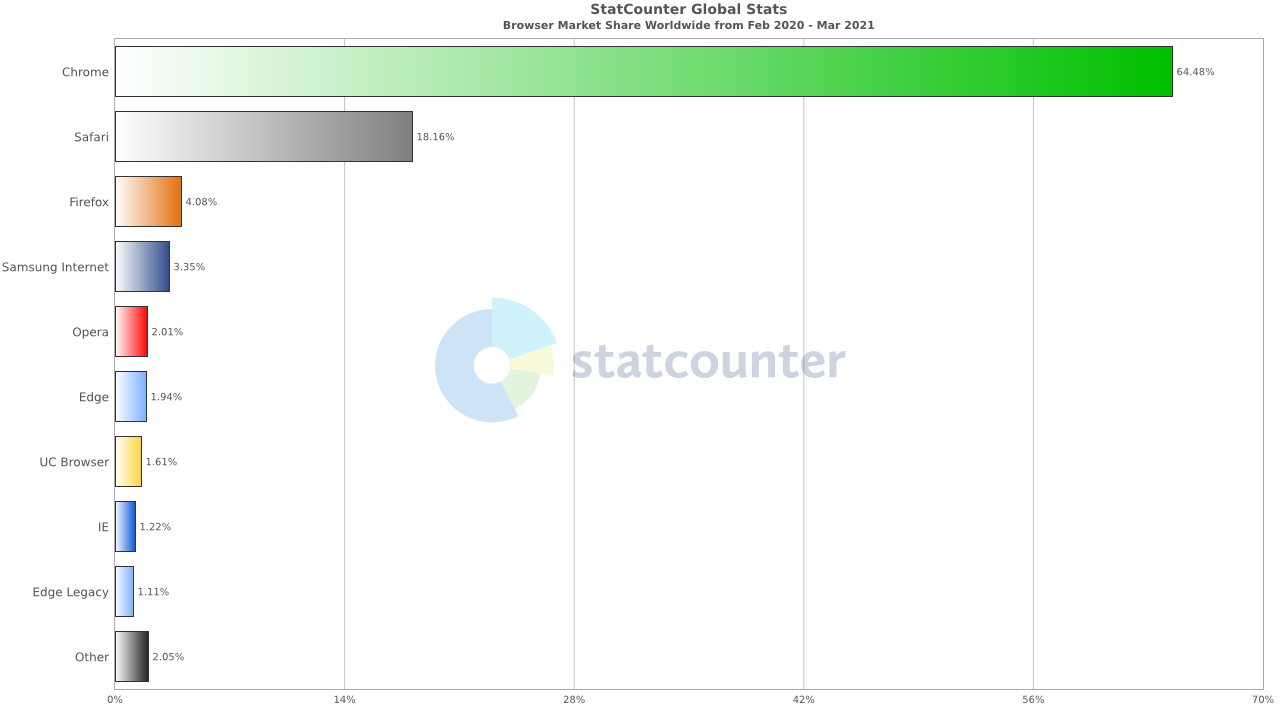 StatCounter Global Stats
Browser Market Share Worldwide from Feb 2020 - Mar 2021
Chrome 64.48%
Safari 18.16%
Firefox 4.08%
Samsung Internet 3.35%
Opera 2.01%
statcounter
Edge 1.94%
UC Browser 1.61%
IE 1.22%
Edge Legacy 1.11%
Other 2.05%
0% 14% 28% 42% 56% 70%